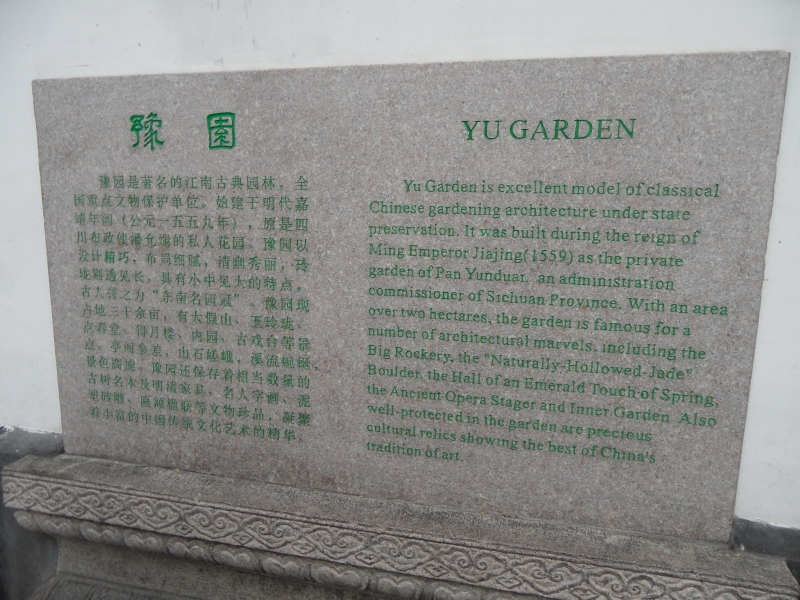 豫園
豫园是著名的江南古典园林，全
国重点文物保护单位。始建于明代嘉
靖年间（公元一五五九年），原是四
川布政使潘允端的私人花园。豫园以
设计精巧、布局细腻，清幽秀丽，玲
珑剔透见长，具有小中见大的特点，
古人称之为“东南名园冠”。豫园现
占地三十余亩，有大假山、玉玲珑、
点春堂、得月楼、内园、古戏台等景
点。亭阁参差，山石嵯峨，溪流蜿蜒，
景色旖旎。豫园还保存着相当数量的
古树名木及明清家具、名人字画、泥
塑砖雕、匾额楹联等文物珍品，凝聚
着丰富的中国传统文化艺术的精华。
YU GARDEN
Yu Garden is excellent model of classical
Chinese gardening architecture under state
preservation. It was built during the reign of
Ming Emperor Jiajing(1559) as the private
garden of Pan Yunduan, an administration
commissioner of Sichuan Province. With an area
over two hectares, the garden is famous for a
number of architectural marvels, including the
Big Rockery, the "Naturally-Hollowed-Jade"
Boulder, the Hall of an Emerald Touch of Spring,
the Ancient Opera Stager and Inner Garden. Also
well-protected in the garden are precious
cultural relics showing the best of China's
tradition of art.